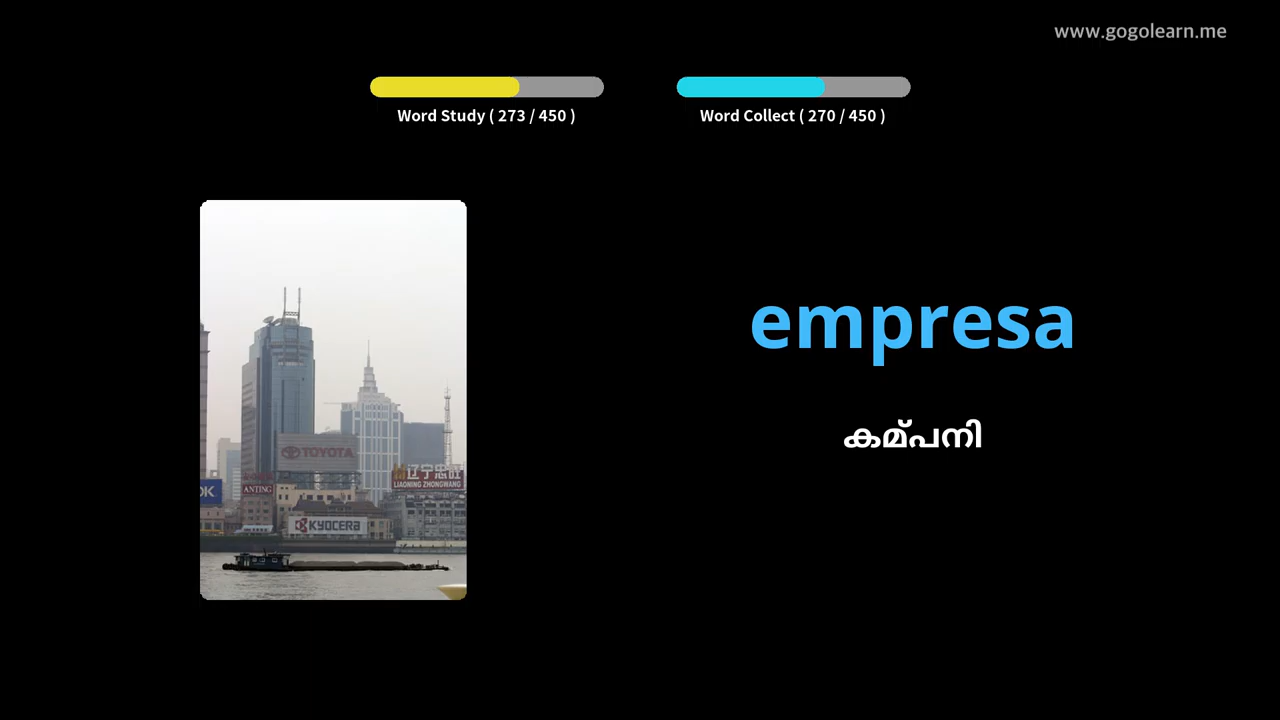 www.gogolearn.me
Word Study ( 273 / 450 )
Word Collect ( 270 / 450 )
empresa
കമ്പനി
TOYOTA
辽宁忠旺
LIAONING ZHONGWANG
ANTING
KYOCERA